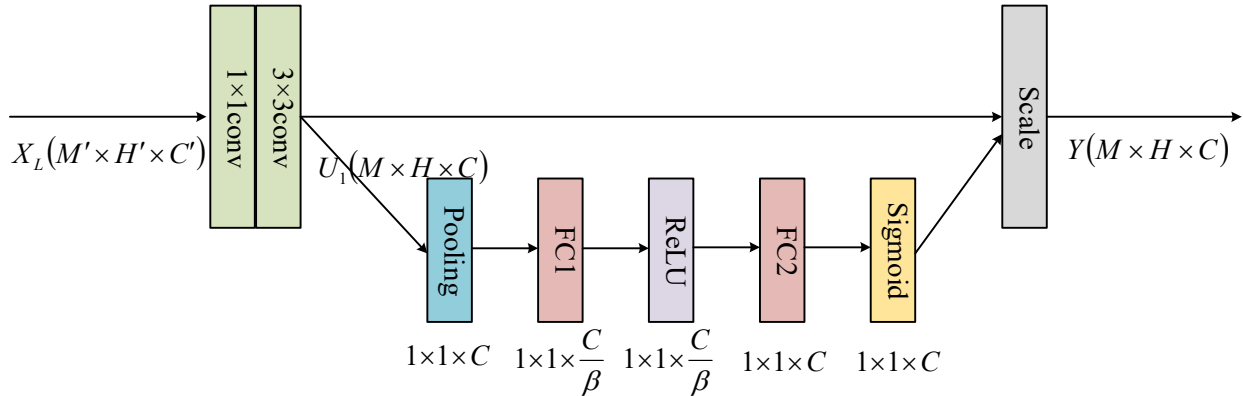 X_L(M′×H′×C′)
1×1conv
3×3conv
U_1(M×H×C)
Pooling
FC1
ReLU
FC2
Sigmoid
Scale
Y(M×H×C)
1×1×C
1×1×C/β
1×1×C/β
1×1×C
1×1×C